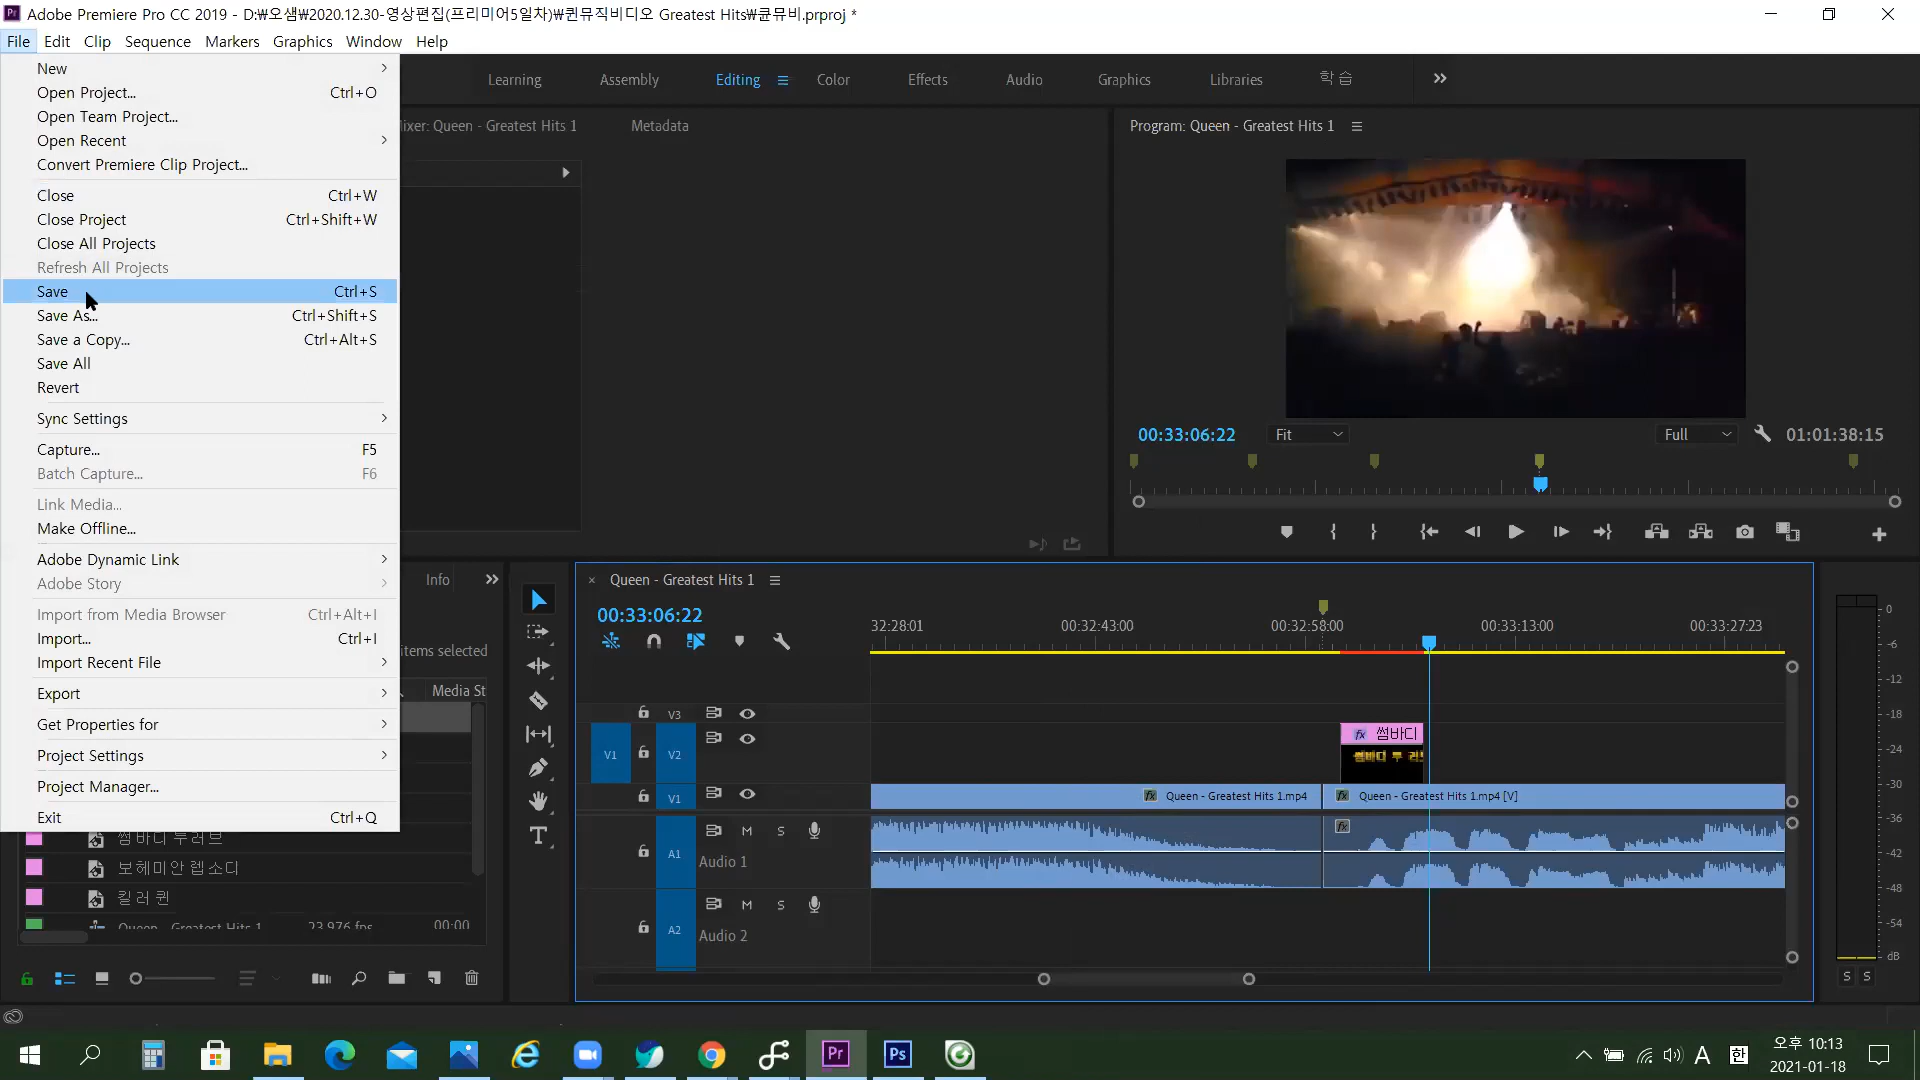 Adobe Premiere Pro CC 2019 - D:₩오샘₩2020.12.30-영상편집(프리미어5일차)₩퀸뮤직비디오 Greatest Hits₩큔뮤비.prproj *
File Edit Clip Sequence Markers Graphics Window Help
New
Open Project... Ctrl+O
Open Team Project...
Open Recent
Convert Premiere Clip Project...
Close Ctrl+W
Close Project Ctrl+Shift+W
Close All Projects
Refresh All Projects
Save Ctrl+S
Save As... Ctrl+Shift+S
Save a Copy... Ctrl+Alt+S
Save All
Revert
Sync Settings
Capture... F5
Batch Capture... F6
Link Media...
Make Offline...
Adobe Dynamic Link
Adobe Story
Import from Media Browser Ctrl+Alt+I
Import... Ctrl+I
Import Recent File
Export
Get Properties for
Project Settings
Project Manager...
Exit Ctrl+Q
Learning Assembly Editing Color Effects Audio Graphics Libraries 학습
ixer: Queen - Greatest Hits 1 Metadata
Program: Queen - Greatest Hits 1
00:33:06:22 Fit Full 01:01:38:15
Info
items selected
Media St
썸바디 투러브
보헤미안 렙소디
킬러 퀸
Queen - Greatest Hits 1 23.976 fps 00:00
Queen - Greatest Hits 1
00:33:06:22
32:28:01 00:32:43:00 00:32:58:00 00:33:13:00 00:33:27:23
V3
V1 V2
fx 썸바디
썸바디 투 러
V1
fx Queen - Greatest Hits 1.mp4 fx Queen - Greatest Hits 1.mp4 [V]
A1 M S
Audio 1
fx
A2 M S
Audio 2
0
-6
-12
-18
-24
-30
-36
-42
-48
-54
dB
S S
Pr Ps
A 한
오후 10:13
2021-01-18